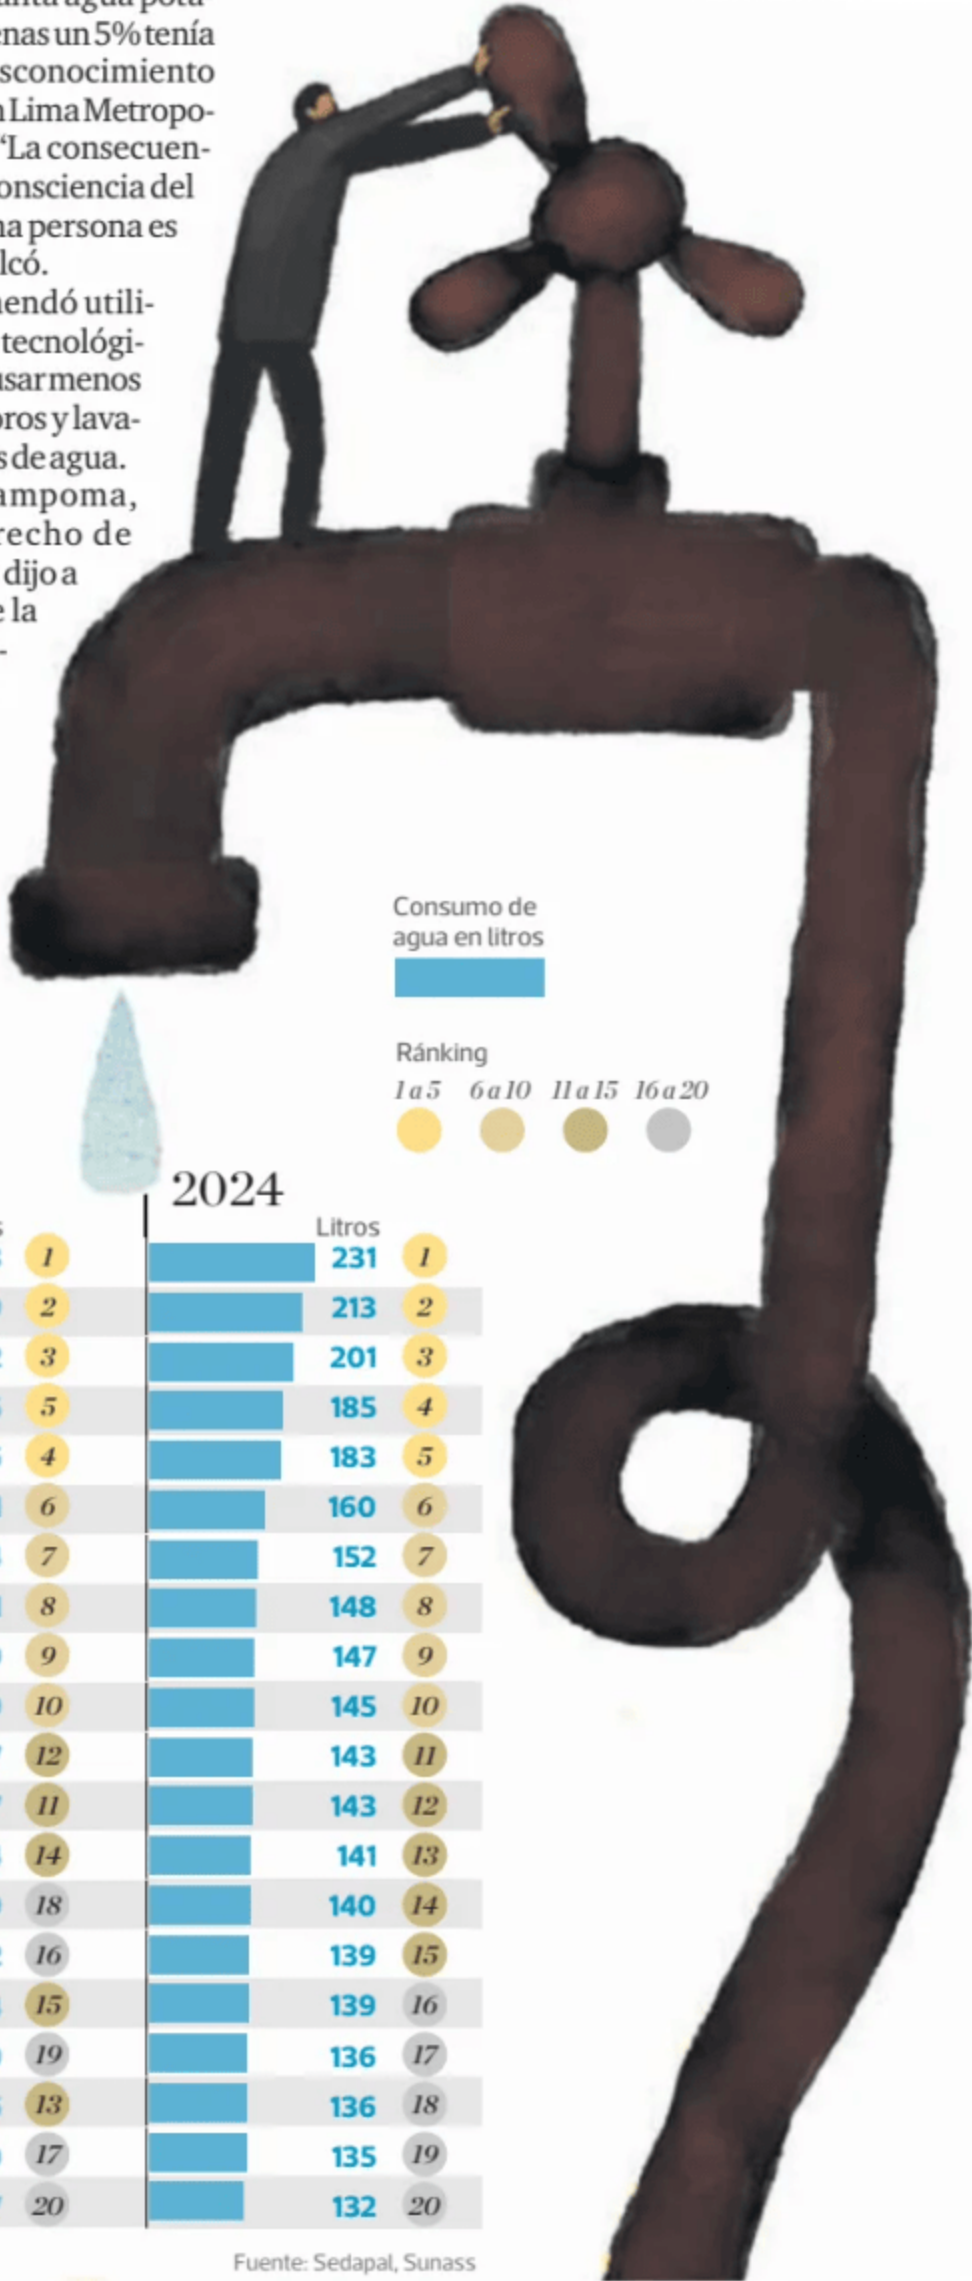 enas un 5% tenía
sconocimiento
n Lima Metropo-
“La consecuen-
onsciencia del
na persona es
lcó.
endó utili-
tecnológi-
usar menos
ros y lava-
s de agua.
ampoma,
recho de
dijo a
e la
-
Consumo de
agua en litros
Ránking
1 a 5 6 a 10 11 a 15 16 a 20
2024
Litros
1 231 1
2 213 2
3 201 3
5 185 4
4 183 5
6 160 6
7 152 7
8 148 8
9 147 9
10 145 10
12 143 11
11 143 12
14 141 13
18 140 14
16 139 15
15 139 16
19 136 17
13 136 18
17 135 19
20 132 20
Fuente: Sedapal, Sunass